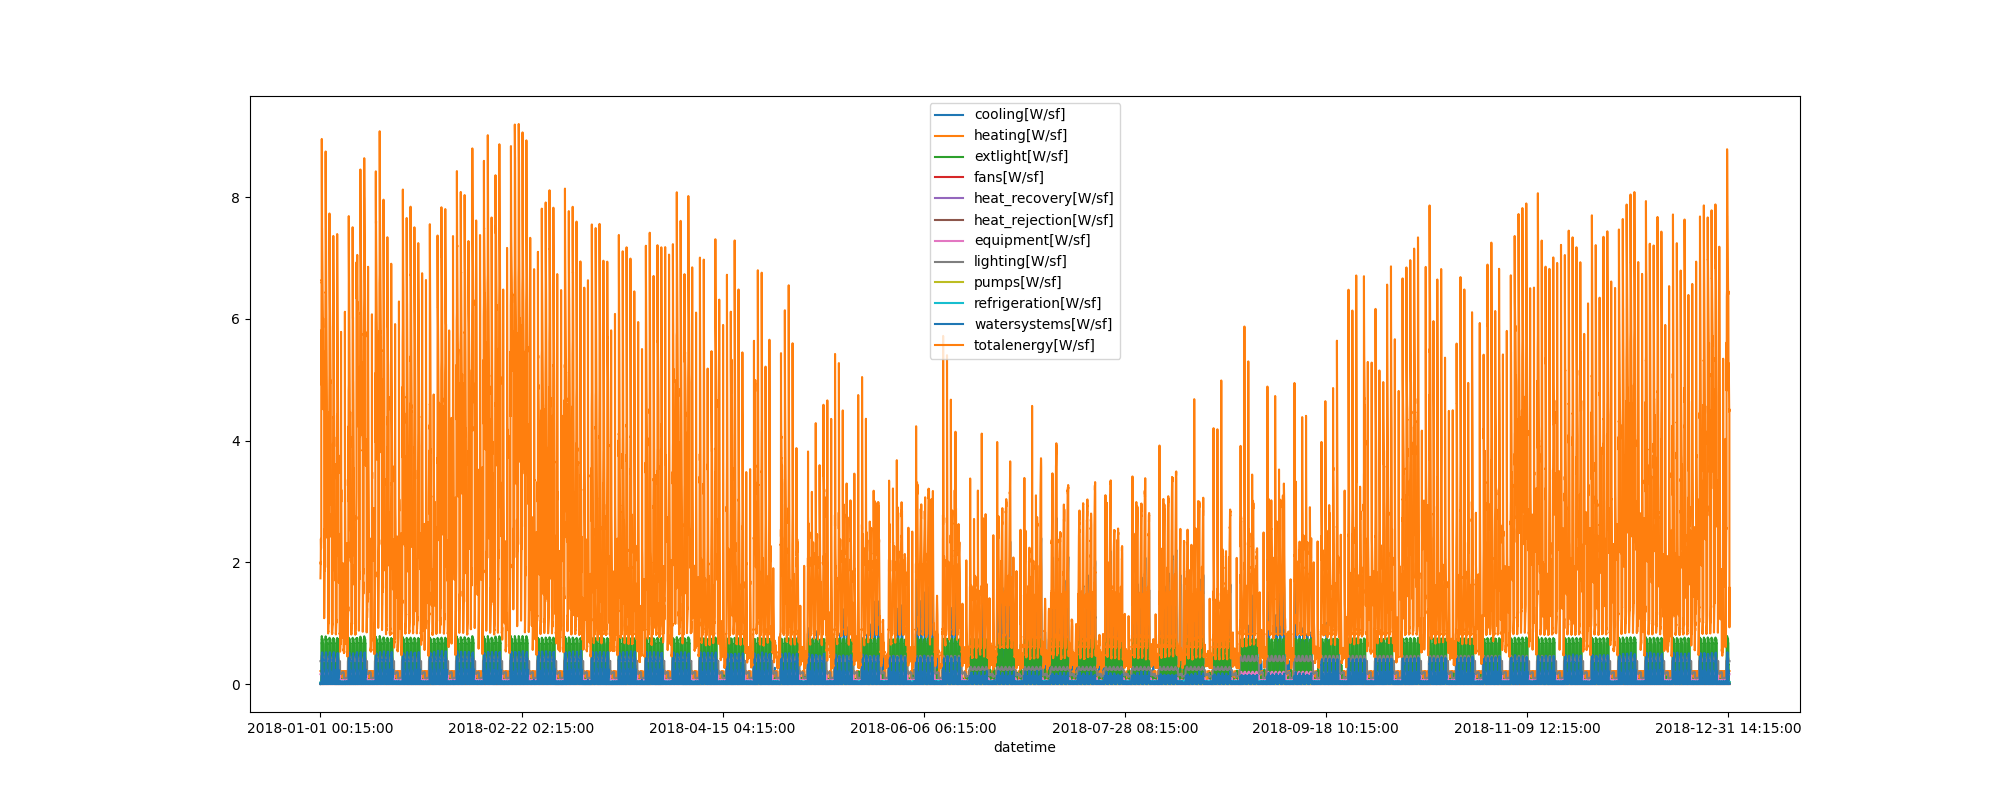 cooling[W/sf]
heating[W/sf]
extlight[W/sf]
fans[W/sf]
heat_recovery[W/sf]
heat_rejection[W/sf]
equipment[W/sf]
lighting[W/sf]
pumps[W/sf]
refrigeration[W/sf]
watersystems[W/sf]
totalenergy[W/sf]
8
6
4
2
0
2018-01-01 00:15:00 2018-02-22 02:15:00 2018-04-15 04:15:00 2018-06-06 06:15:00 2018-07-28 08:15:00 2018-09-18 10:15:00 2018-11-09 12:15:00 2018-12-31 14:15:00
datetime